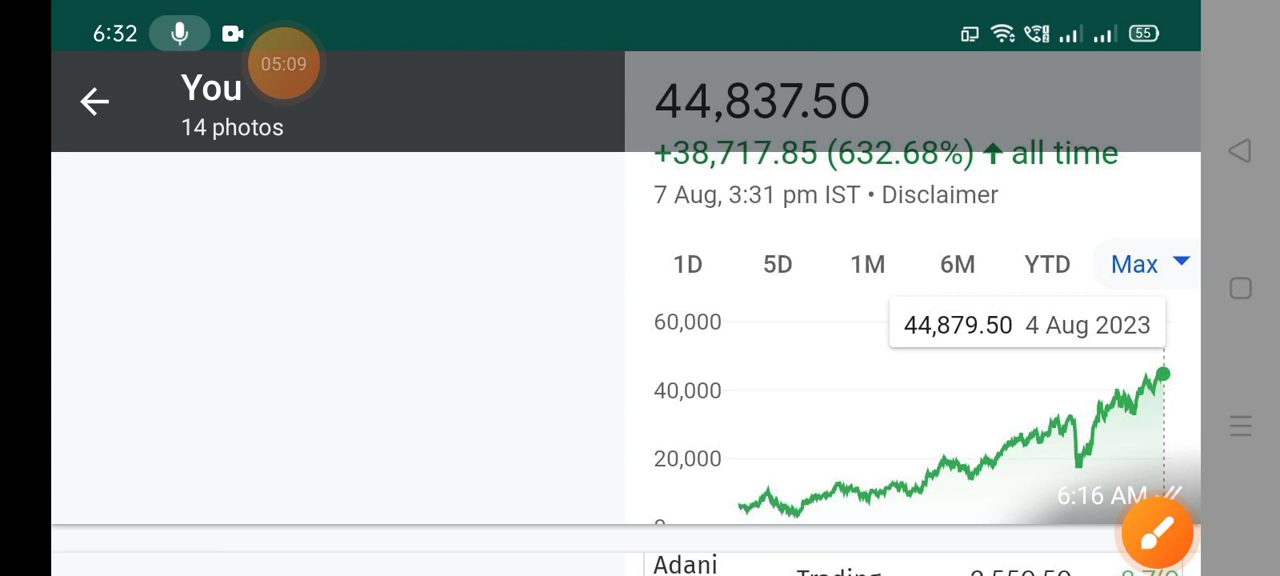 6:32
55
05:09
You
14 photos
44,837.50
+38,717.85 (632.68%) ↑ all time
7 Aug, 3:31 pm IST • Disclaimer
1D 5D 1M 6M YTD Max
60,000
44,879.50 4 Aug 2023
40,000
20,000
6:16 AM
Adani
Trading